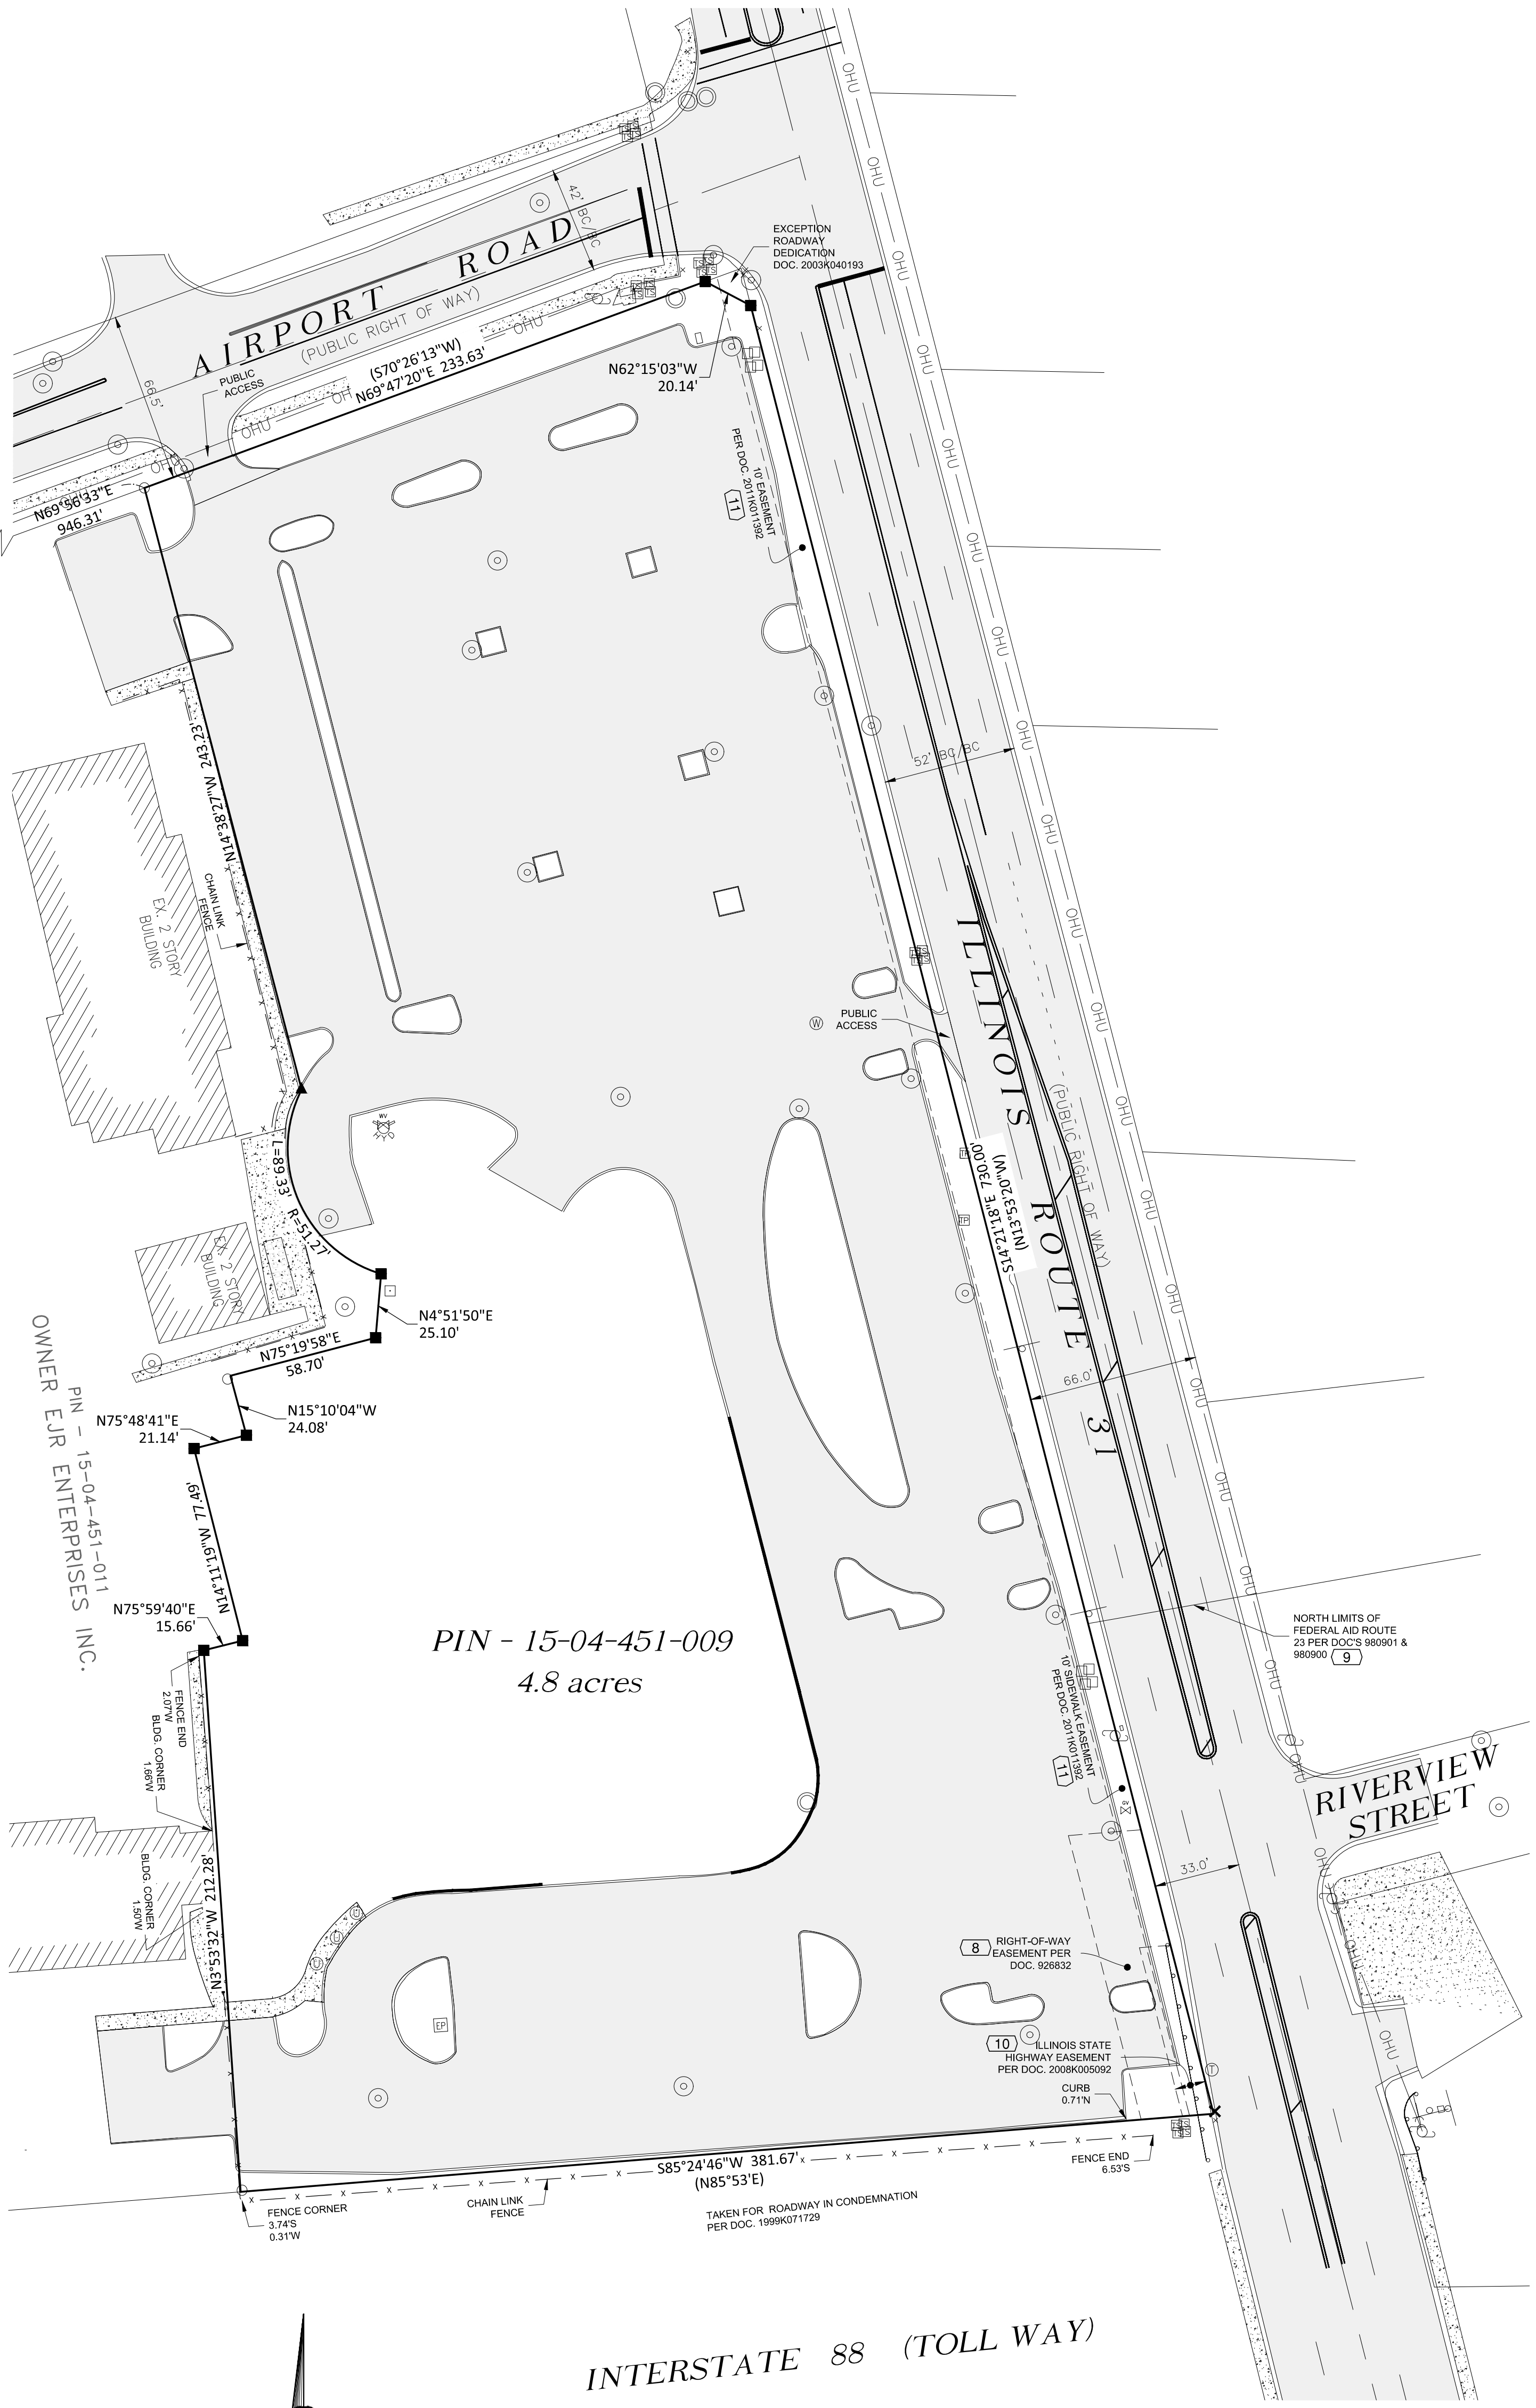 42' BC/BC
EXCEPTION
ROADWAY
DEDICATION
DOC. 2003K040193
AIRPORT ROAD
(PUBLIC RIGHT OF WAY)
66.5'
PUBLIC
ACCESS
(S70°26'13"W)
N69°47'20"E 233.63'
N62°15'03"W
20.14'
N69°56'33"E
946.31'
10' EASEMENT
PER DOC. 2011K011392
11
N14°38'27"W 243.23'
52' BC/BC
CHAIN LINK
FENCE
EX. 2 STORY
BUILDING
PUBLIC
ACCESS
W
WV
ILLINOIS ROUTE 31
(PUBLIC RIGHT OF WAY)
S14°21'18"E 730.00'
(N13°53'20"W)
L=89.33' R=51.27'
EX. 2 STORY
BUILDING
N4°51'50"E
25.10'
N75°19'58"E
58.70'
66.0'
N15°10'04"W
24.08'
N75°48'41"E
21.14'
PIN - 15-04-451-011
OWNER EJR ENTERPRISES INC.
N14°11'19"W 77.49'
N75°59'40"E
15.66'
PIN - 15-04-451-009
4.8 acres
NORTH LIMITS OF
FEDERAL AID ROUTE
23 PER DOC'S 980901 &
980900 9
FENCE END
2.07'W
BLDG. CORNER
1.66'W
10' SIDEWALK EASEMENT
PER DOC. 2011K011392
11
RIVERVIEW
STREET
BLDG. CORNER
1.50'W
N3°53'32"W 212.28'
33.0'
8 RIGHT-OF-WAY
EASEMENT PER
DOC. 926832
EP
10 ILLINOIS STATE
HIGHWAY EASEMENT
PER DOC. 2008K005092
T
CURB
0.71'N
S85°24'46"W 381.67'
(N85°53'E)
FENCE END
6.53'S
FENCE CORNER
3.74'S
0.31'W
CHAIN LINK
FENCE
TAKEN FOR ROADWAY IN CONDEMNATION
PER DOC. 1999K071729
INTERSTATE 88 (TOLL WAY)